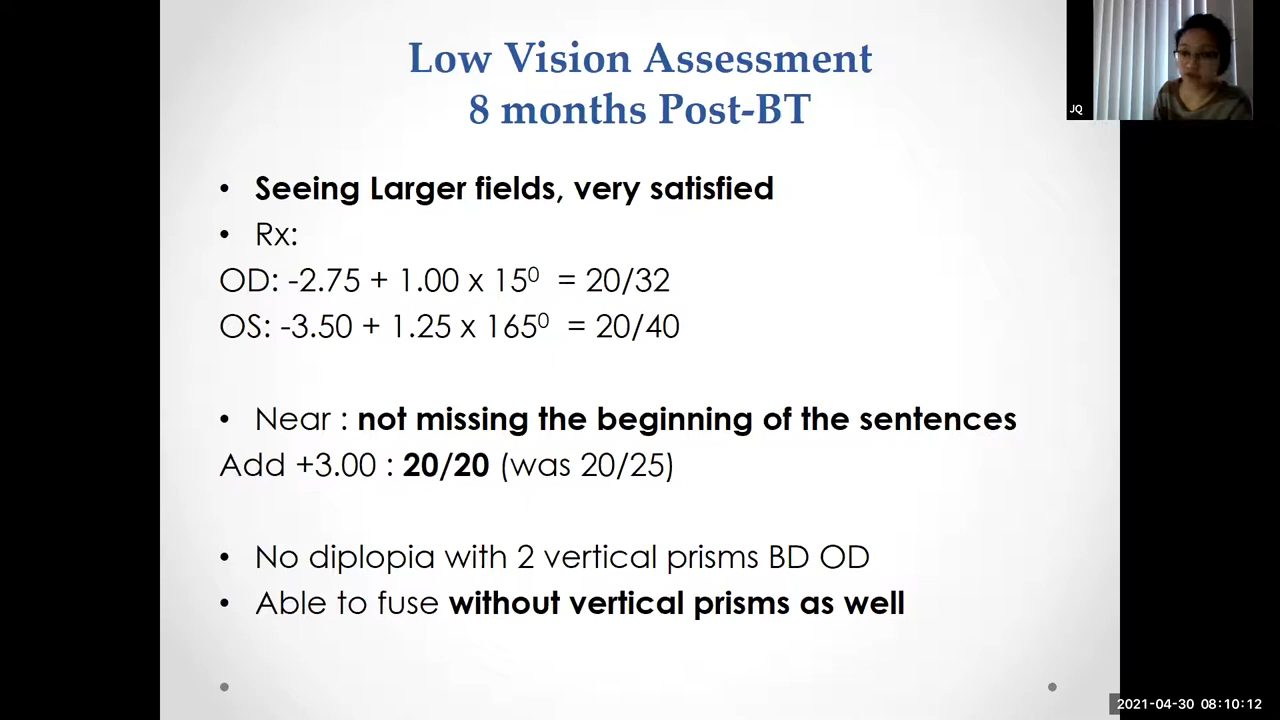 Low Vision Assessment
8 months Post-BT
JQ
• Seeing Larger fields, very satisfied
• Rx:
OD: -2.75 + 1.00 x 15⁰ = 20/32
OS: -3.50 + 1.25 x 165⁰ = 20/40
• Near : not missing the beginning of the sentences
Add +3.00 : 20/20 (was 20/25)
• No diplopia with 2 vertical prisms BD OD
• Able to fuse without vertical prisms as well
2021-04-30 08:10:12